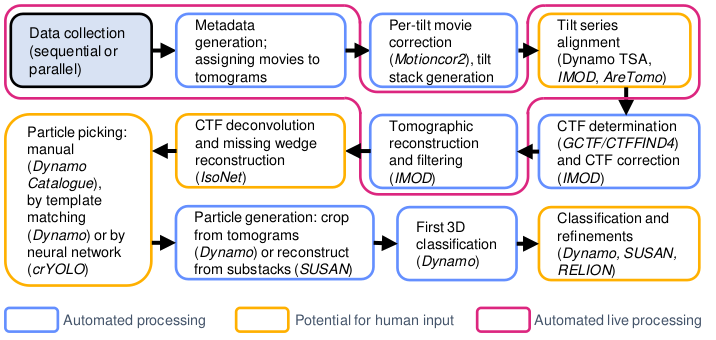 Data collection
(sequential or
parallel)
Metadata
generation;
assigning movies to
tomograms
Per-tilt movie
correction
(Motioncor2), tilt
stack generation
Tilt series
alignment
(Dynamo TSA,
IMOD, AreTomo)
CTF determination
(GCTF/CTFFIND4)
and CTF correction
(IMOD)
Tomographic
reconstruction
and filtering
(IMOD)
CTF deconvolution
and missing wedge
reconstruction
(IsoNet)
Particle picking:
manual
(Dynamo
Catalogue),
by template
matching
(Dynamo) or by
neural network
(crYOLO)
Particle generation: crop
from tomograms
(Dynamo) or reconstruct
from substacks (SUSAN)
First 3D
classification
(Dynamo)
Classification and
refinements
(Dynamo, SUSAN,
RELION)
Automated processing
Potential for human input
Automated live processing